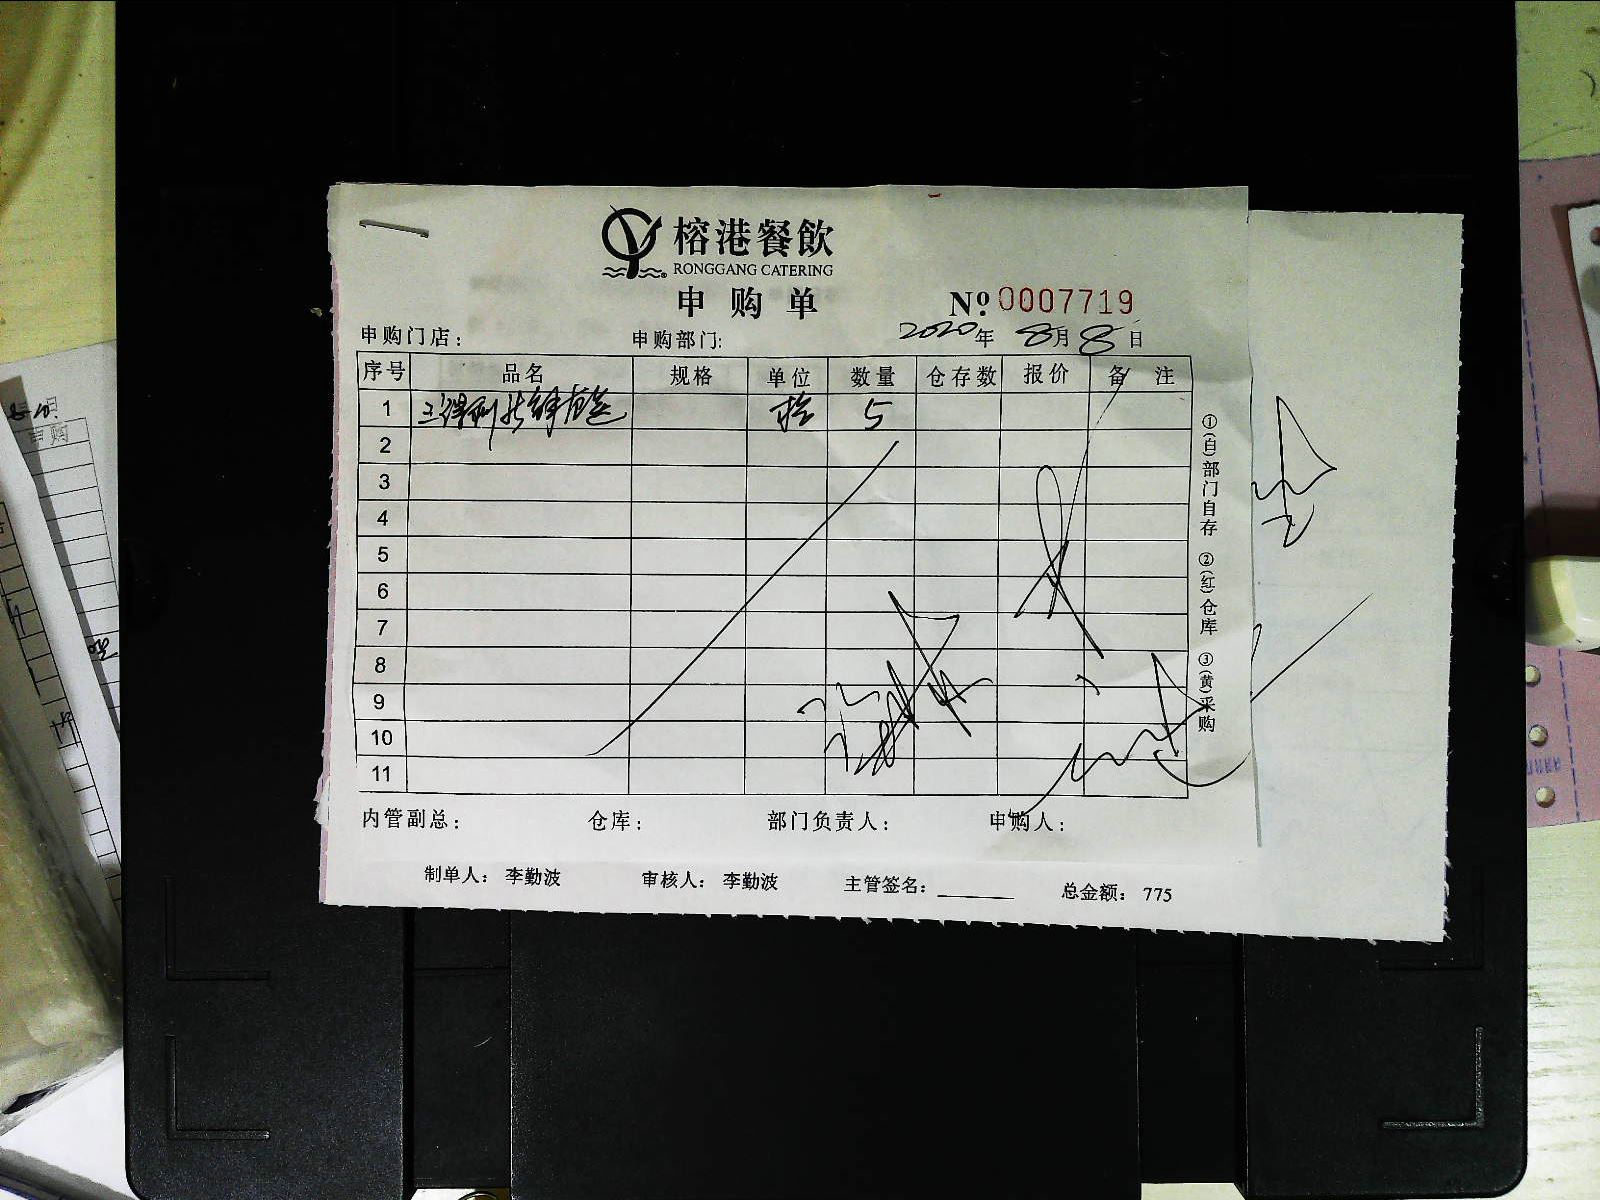 榕港餐飲
RONGGANG CATERING
申购单
Nº 0007719
申购门店： 申购部门: 2020年 8月 8日
序号 品名 规格 单位 数量 仓存数 报价 备注
1 5
2
3
4
5
6
7
8
9
10
11
①(白)部门自存 ②(红)仓库 ③(黄)采购
内管副总： 仓库： 部门负责人： 申购人：
制单人： 李勤波 审核人： 李勤波 主管签名： 总金额： 775
申购